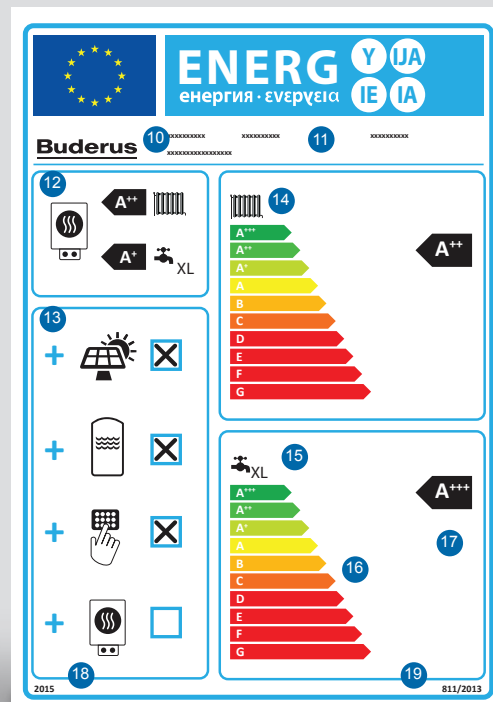 ENERG Y IJA
енергия · ενεργεια IE IA
Buderus 10 xxxxxxxxxx xxxxxxxxxx 11 xxxxxxxxxx
xxxxxxxxxxxxxxxxx
12
A++
A+ XL
13
+
+
+
+
18
2015
14
A++
A+++
A++
A+
A
B
C
D
E
F
G
15
XL
A+++
17
A+++
A++
A+
A
B 16
C
D
E
F
G
19
811/2013